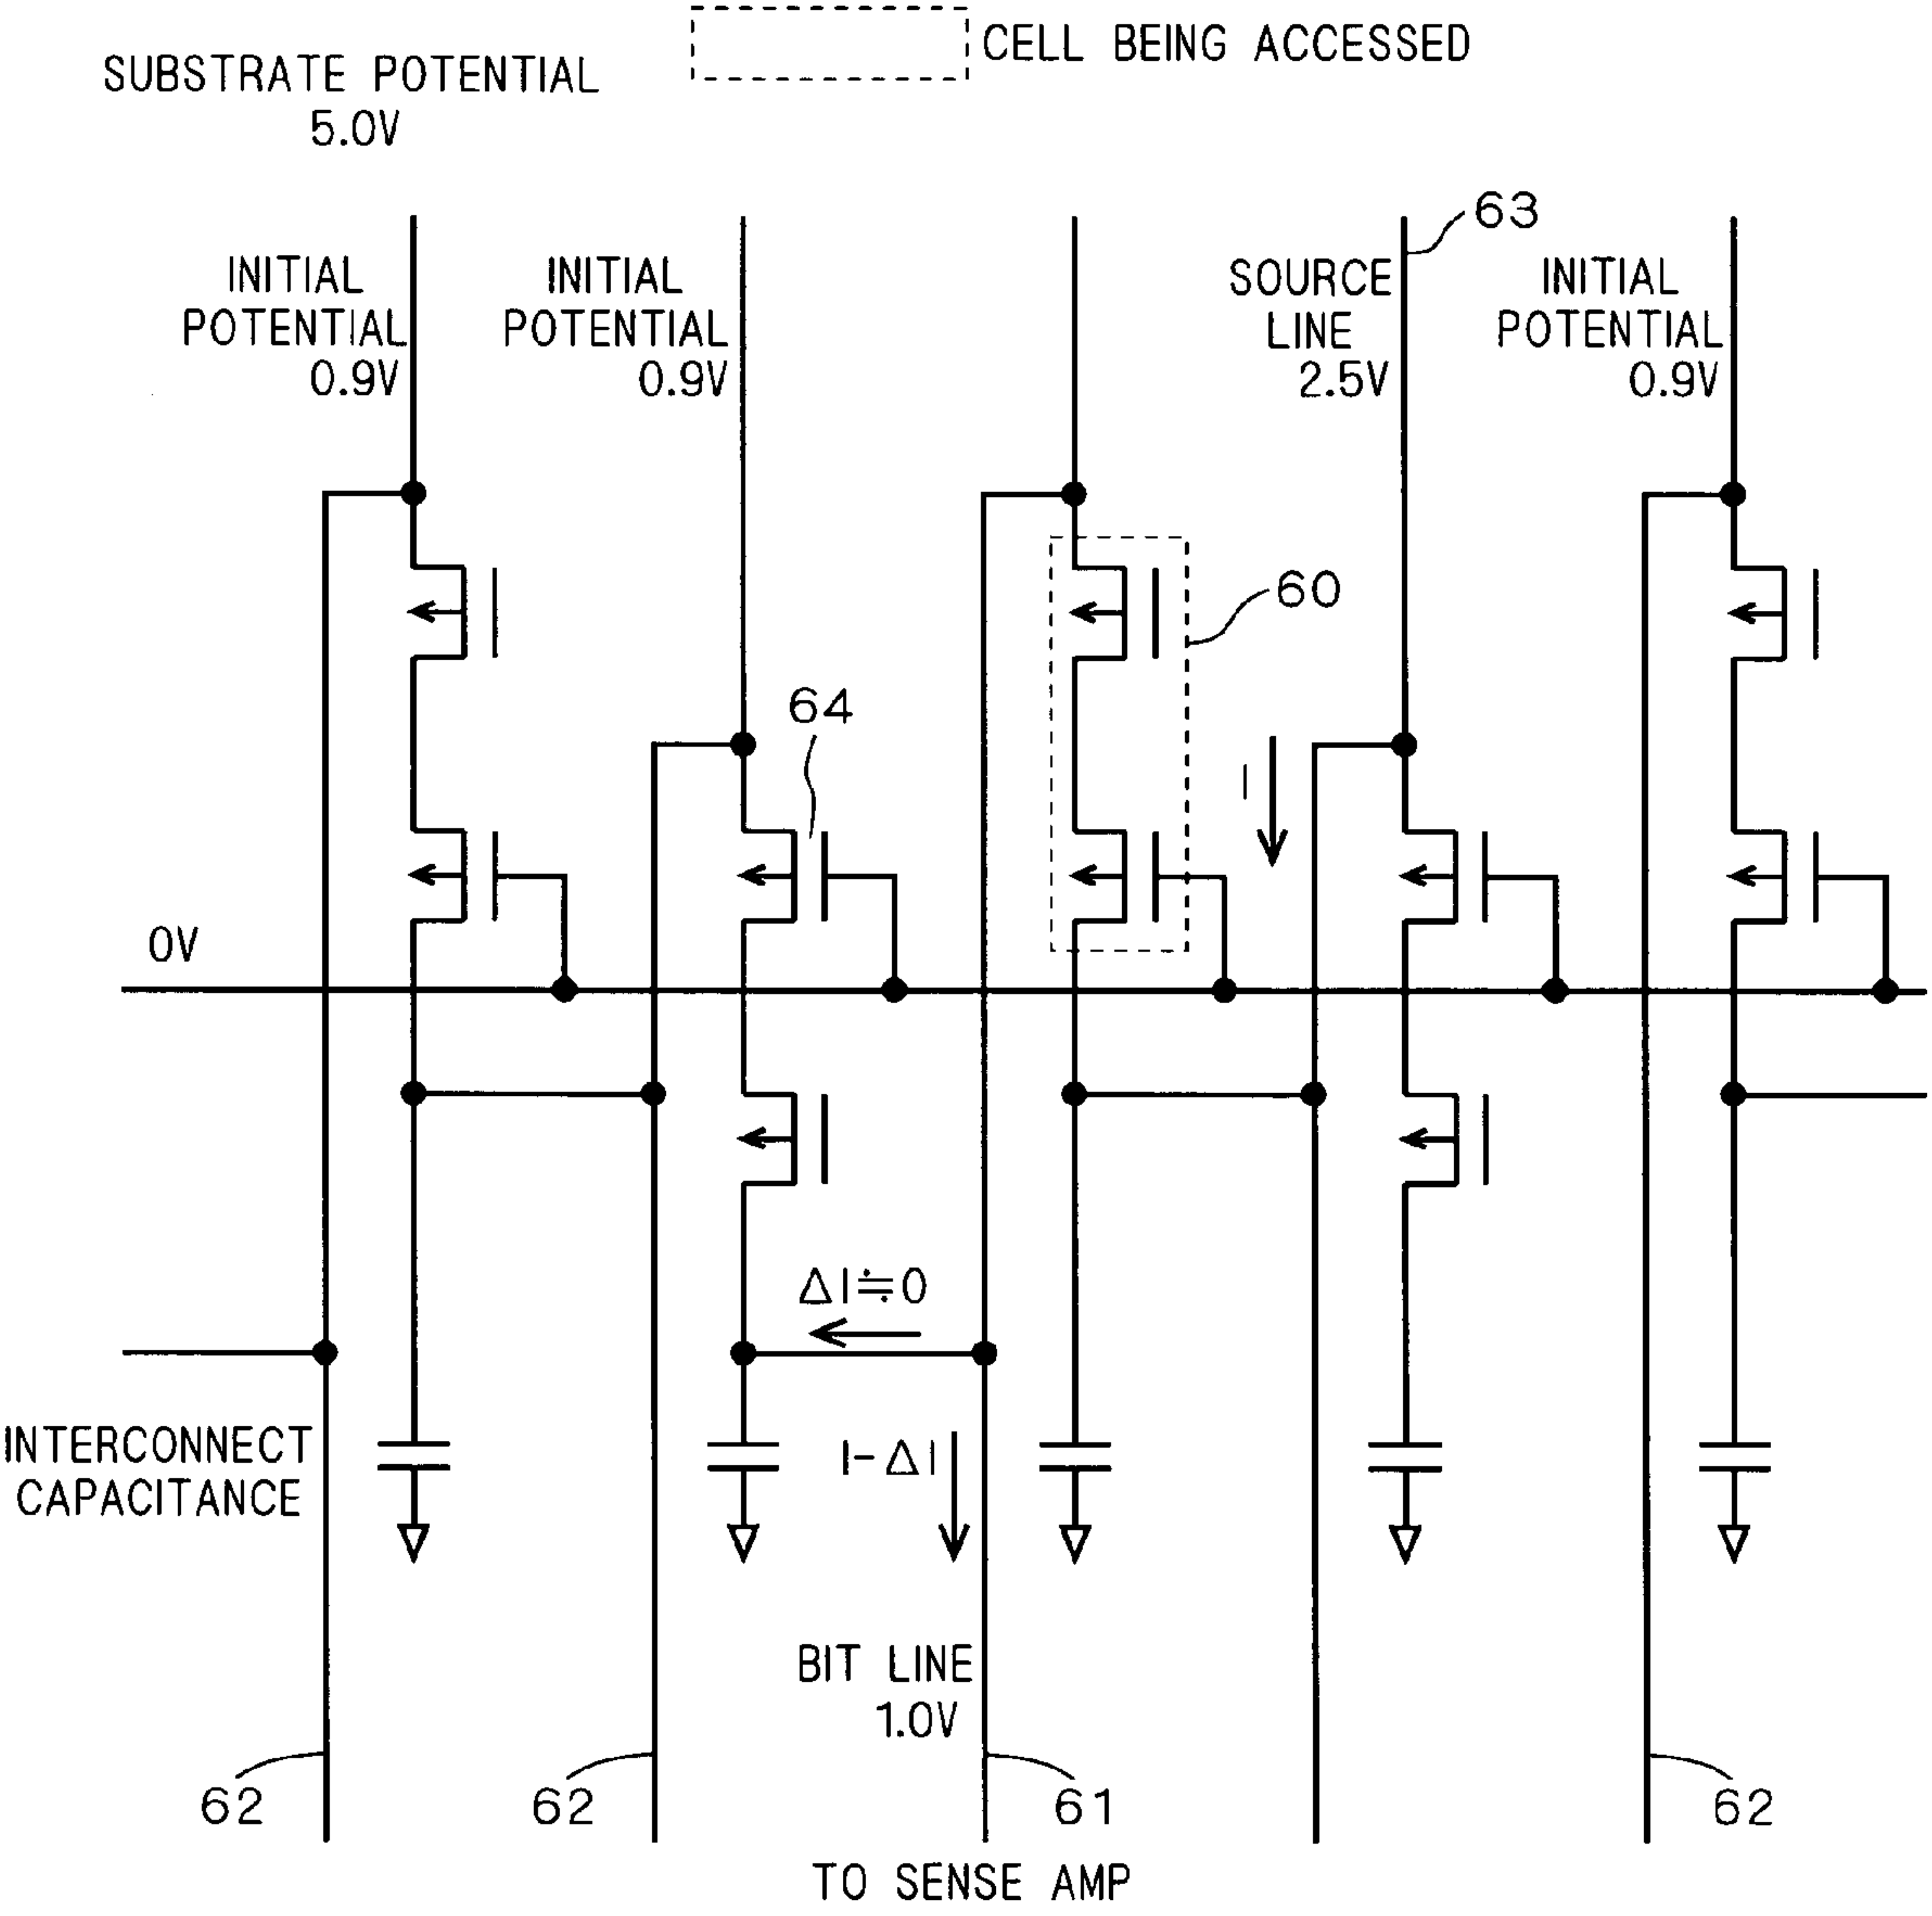 CELL BEING ACCESSED
SUBSTRATE POTENTIAL
5.0V
63
INITIAL
POTENTIAL
0.9V
INITIAL
POTENTIAL
0.9V
SOURCE
LINE
2.5V
INITIAL
POTENTIAL
0.9V
60
64
I
0V
ΔI≒0
INTERCONNECT
CAPACITANCE
I-ΔI
BIT LINE
1.0V
62
62
61
62
TO SENSE AMP